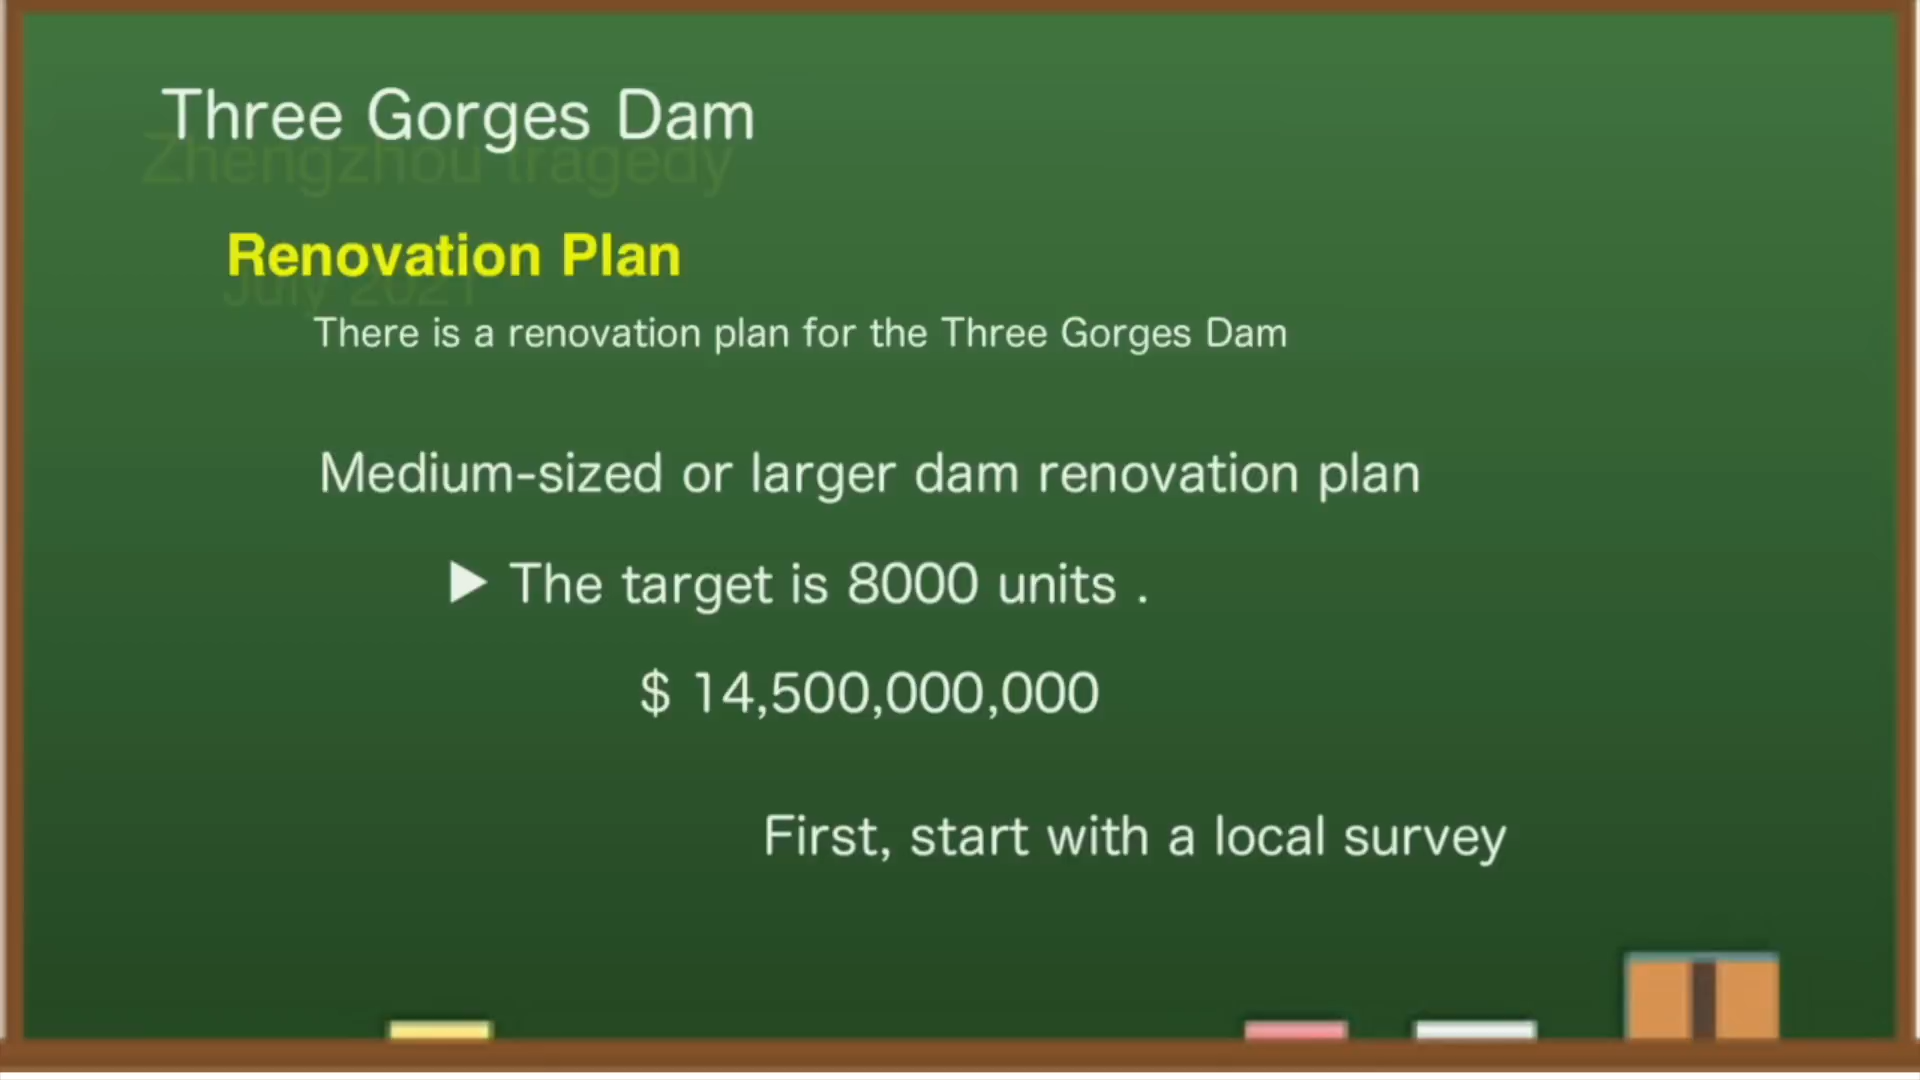 Three Gorges Dam
Zhengzhou tragedy
Renovation Plan
July 2021
There is a renovation plan for the Three Gorges Dam
Medium-sized or larger dam renovation plan
▶ The target is 8000 units .
$ 14,500,000,000
First, start with a local survey